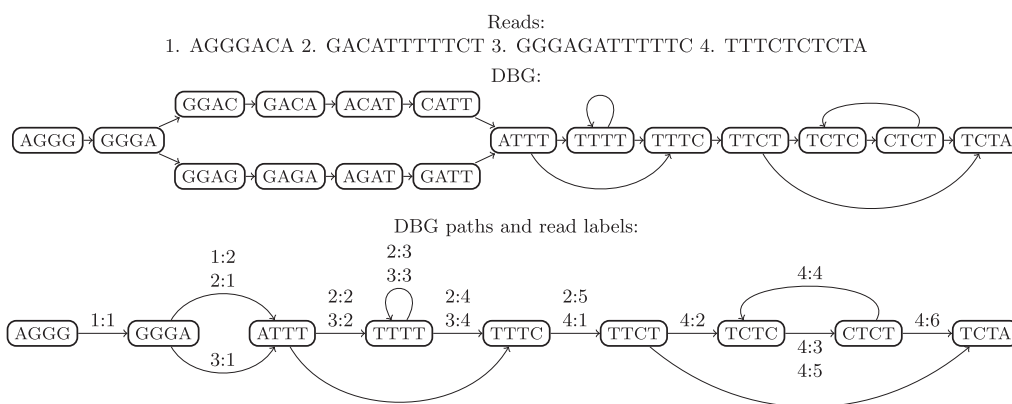 Reads:
1. AGGGACA 2. GACATTTTTCT 3. GGGAGATTTTTC 4. TTTCTCTCTA
DBG:
GGAC GACA ACAT CATT
AGGG GGGA ATTT TTTT TTTC TTCT TCTC CTCT TCTA
GGAG GAGA AGAT GATT
DBG paths and read labels:
1:2 2:3
2:1 3:3 4:4
2:2 2:4 2:5
1:1 3:2 3:4 4:1 4:2 4:6
AGGG GGGA ATTT TTTT TTTC TTCT TCTC CTCT TCTA
3:1 4:3
4:5